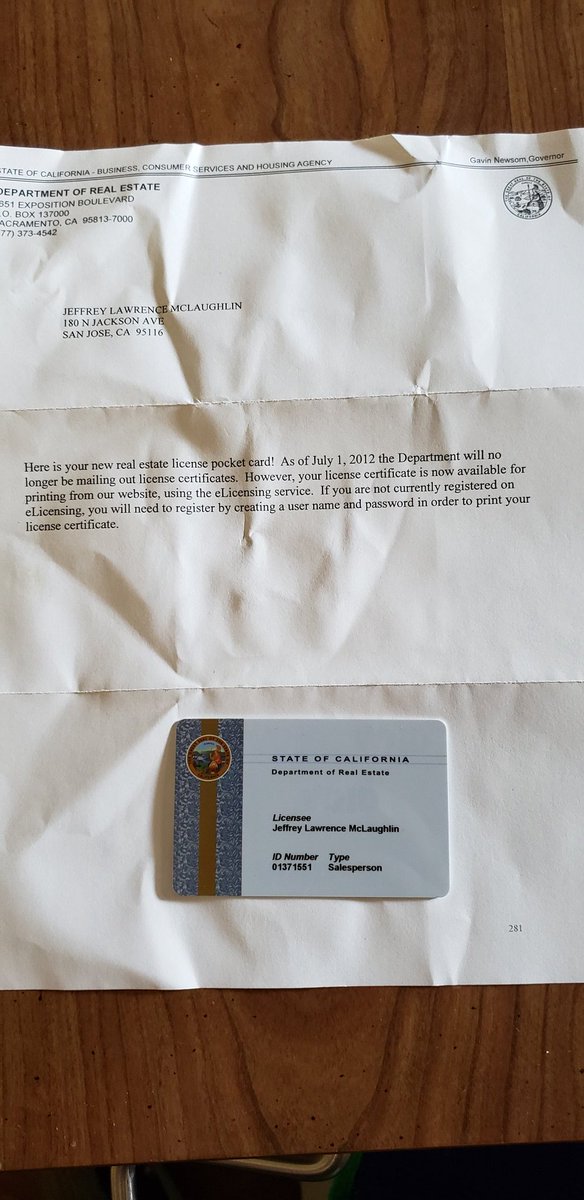 STATE OF CALIFORNIA - BUSINESS, CONSUMER SERVICES AND HOUSING AGENCY
Gavin Newsom, Governor
DEPARTMENT OF REAL ESTATE
651 EXPOSITION BOULEVARD
.O. BOX 137000
ACRAMENTO, CA 95813-7000
77) 373-4542
JEFFREY LAWRENCE MCLAUGHLIN
180 N JACKSON AVE
SAN JOSE, CA 95116
Here is your new real estate license pocket card! As of July 1, 2012 the Department will no
longer be mailing out license certificates. However, your license certificate is now available for
printing from our website, using the eLicensing service. If you are not currently registered on
eLicensing, you will need to register by creating a user name and password in order to print your
license certificate.
STATE OF CALIFORNIA
Department of Real Estate
Licensee
Jeffrey Lawrence McLaughlin
ID Number Type
01371551 Salesperson
281